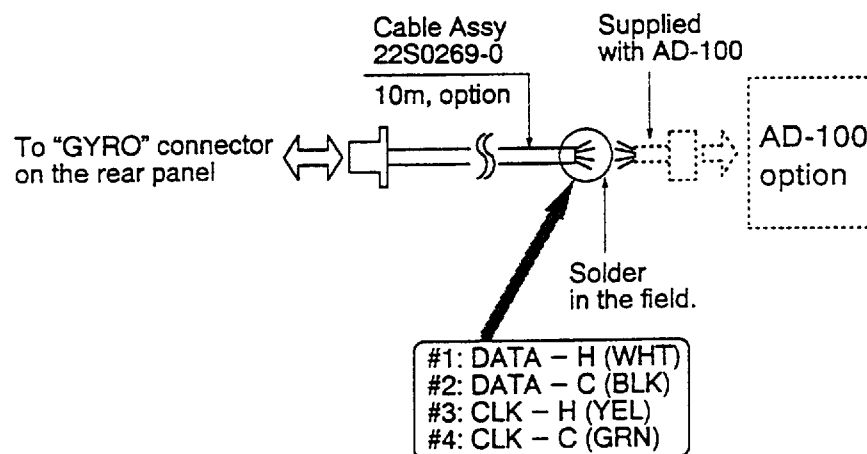 Cable Assy
22S0269-0
10m, option
Supplied
with AD-100
To "GYRO" connector
on the rear panel
AD-100
option
Solder
in the field.
#1: DATA – H (WHT)
#2: DATA – C (BLK)
#3: CLK – H (YEL)
#4: CLK – C (GRN)